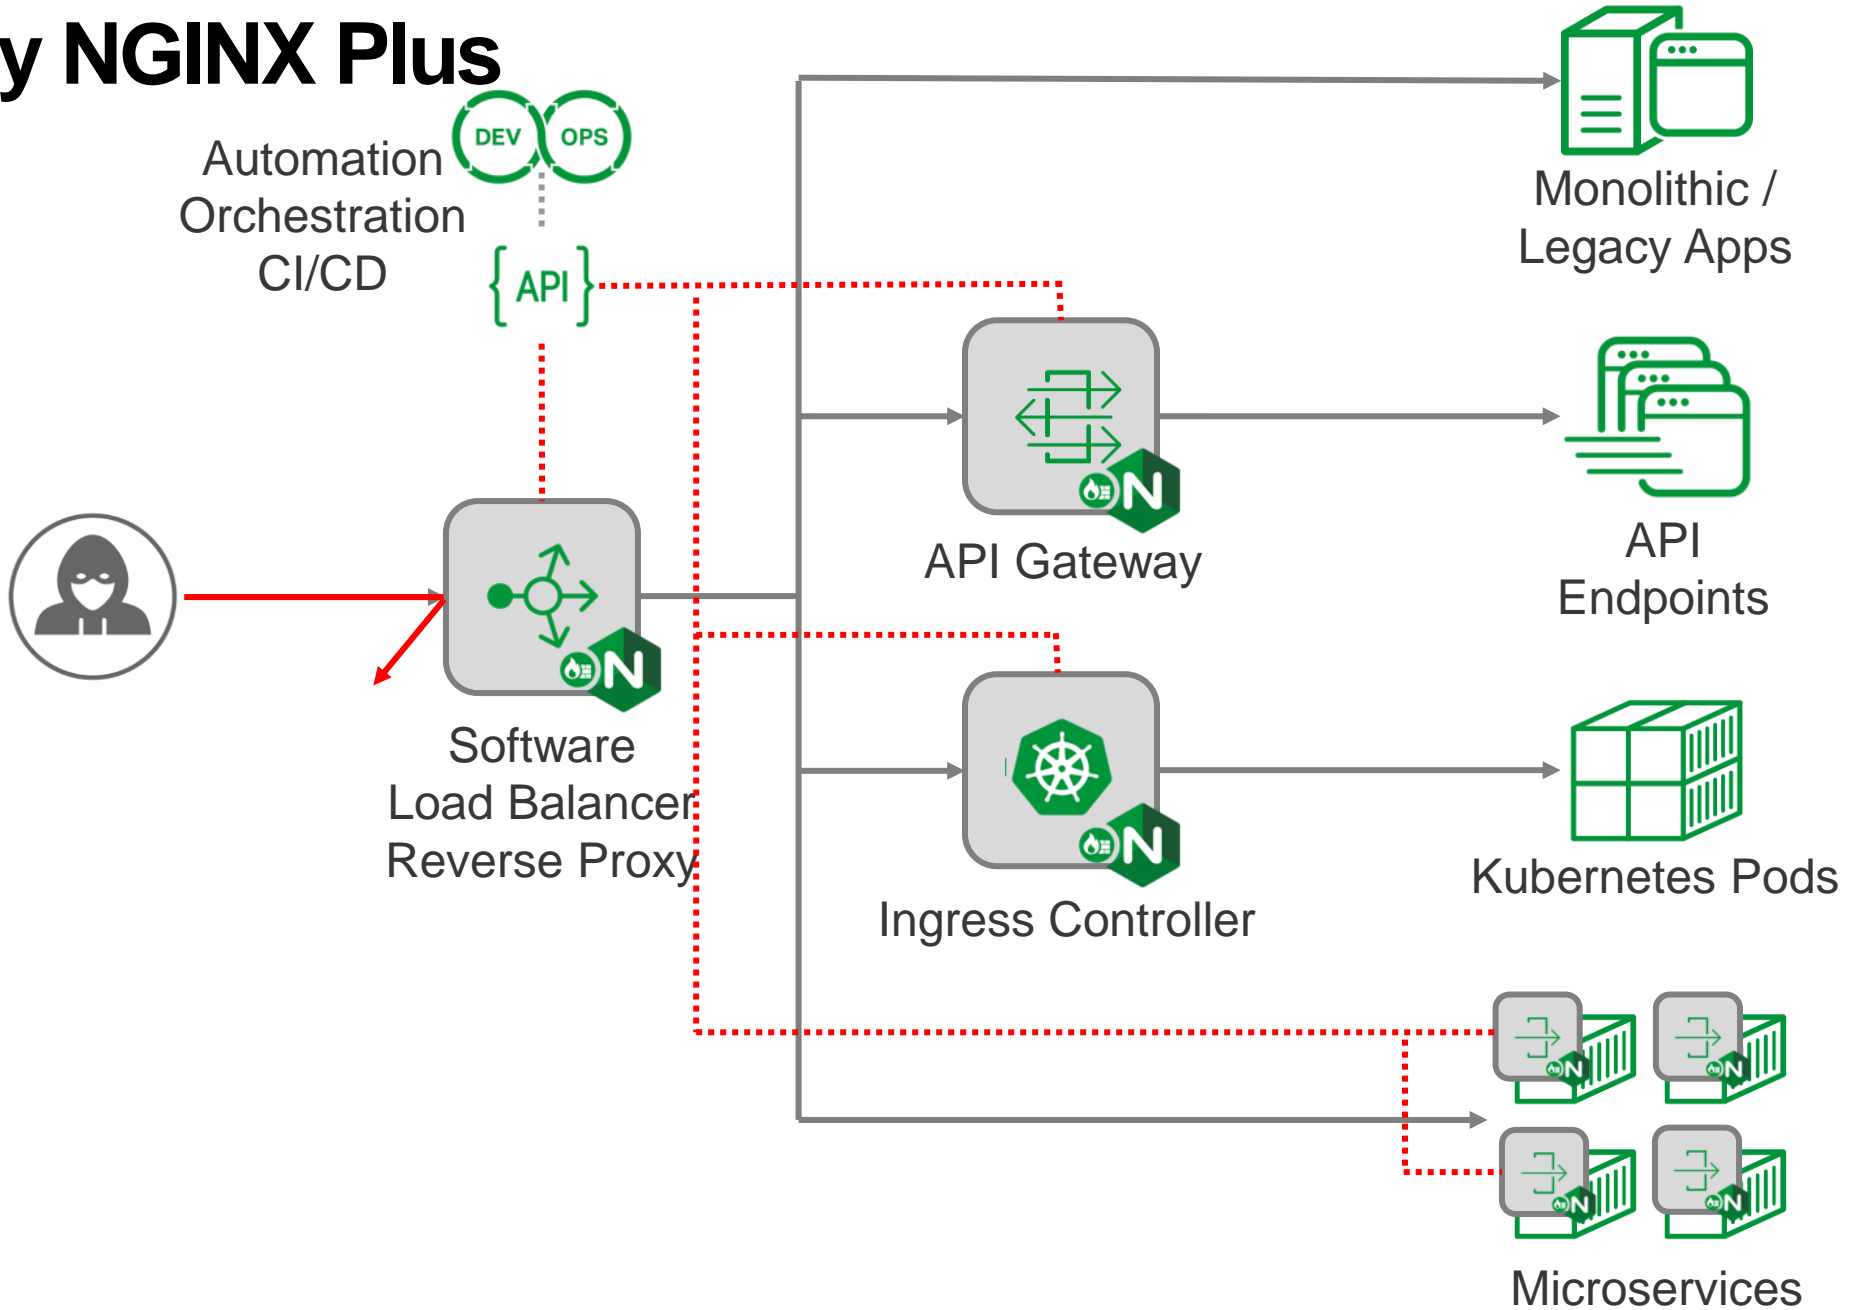 y NGINX Plus
DEV OPS
Automation
Orchestration
CI/CD
{ API }
Monolithic /
Legacy Apps
N
API Gateway
API
Endpoints
N
Software
Load Balancer
Reverse Proxy
N
Ingress Controller
Kubernetes Pods
N
N
N
N
Microservices